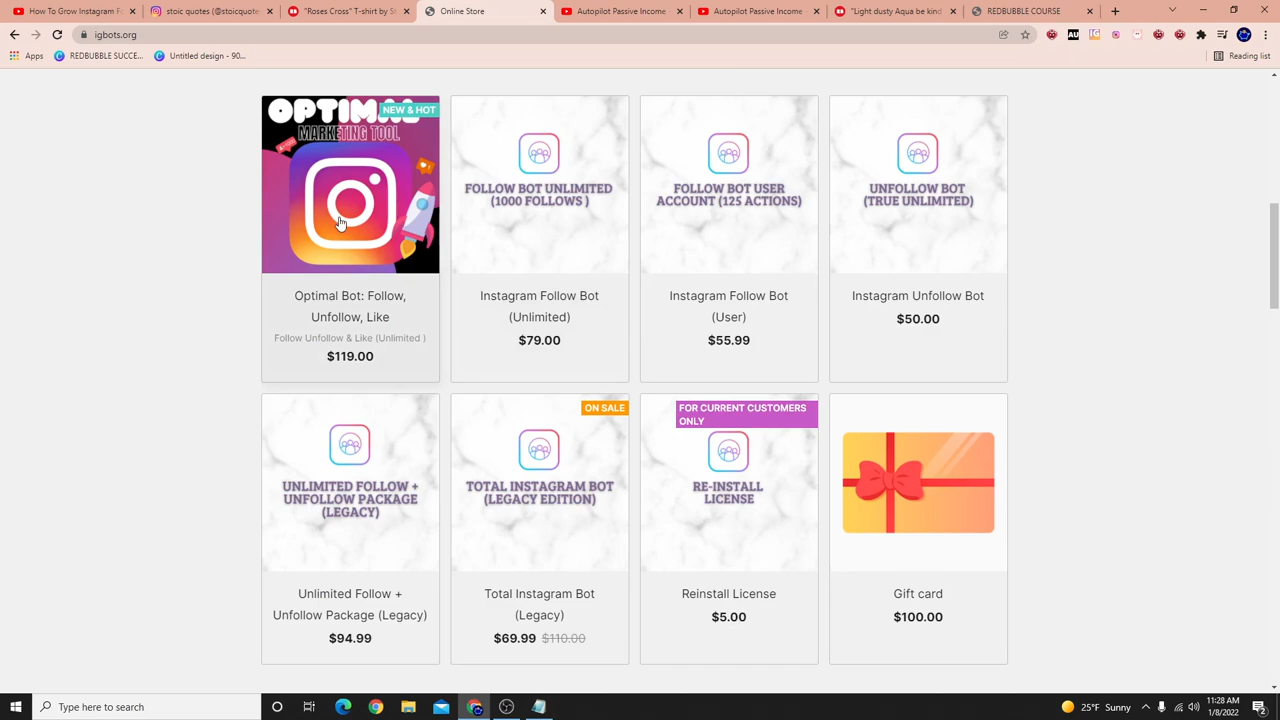 How To Grow Instagram F
stoic quotes (@stoicquote
"Roses Cross" T-shirt by S
Online Store
Autopilot Passive Income
Autopilot Passive Income
"Light dusty Aqua be kind
REDBUBBLE COURSE
igbots.org
Apps
REDBUBBLE SUCCE...
Untitled design - 90...
Reading list
OPTIMAL
NEW & HOT
MARKETING TOOL
FOLLOW BOT UNLIMITED
(1000 FOLLOWS )
FOLLOW BOT USER
ACCOUNT (125 ACTIONS)
UNFOLLOW BOT
(TRUE UNLIMITED)
Optimal Bot: Follow,
Unfollow, Like
Follow Unfollow & Like (Unlimited )
$119.00
Instagram Follow Bot
(Unlimited)
$79.00
Instagram Follow Bot
(User)
$55.99
Instagram Unfollow Bot
$50.00
UNLIMITED FOLLOW +
UNFOLLOW PACKAGE
(LEGACY)
ON SALE
TOTAL INSTAGRAM BOT
(LEGACY EDITION)
FOR CURRENT CUSTOMERS
ONLY
RE-INSTALL
LICENSE
Unlimited Follow +
Unfollow Package (Legacy)
$94.99
Total Instagram Bot
(Legacy)
$69.99 $110.00
Reinstall License
$5.00
Gift card
$100.00
Type here to search
25°F Sunny
11:28 AM
1/8/2022
2